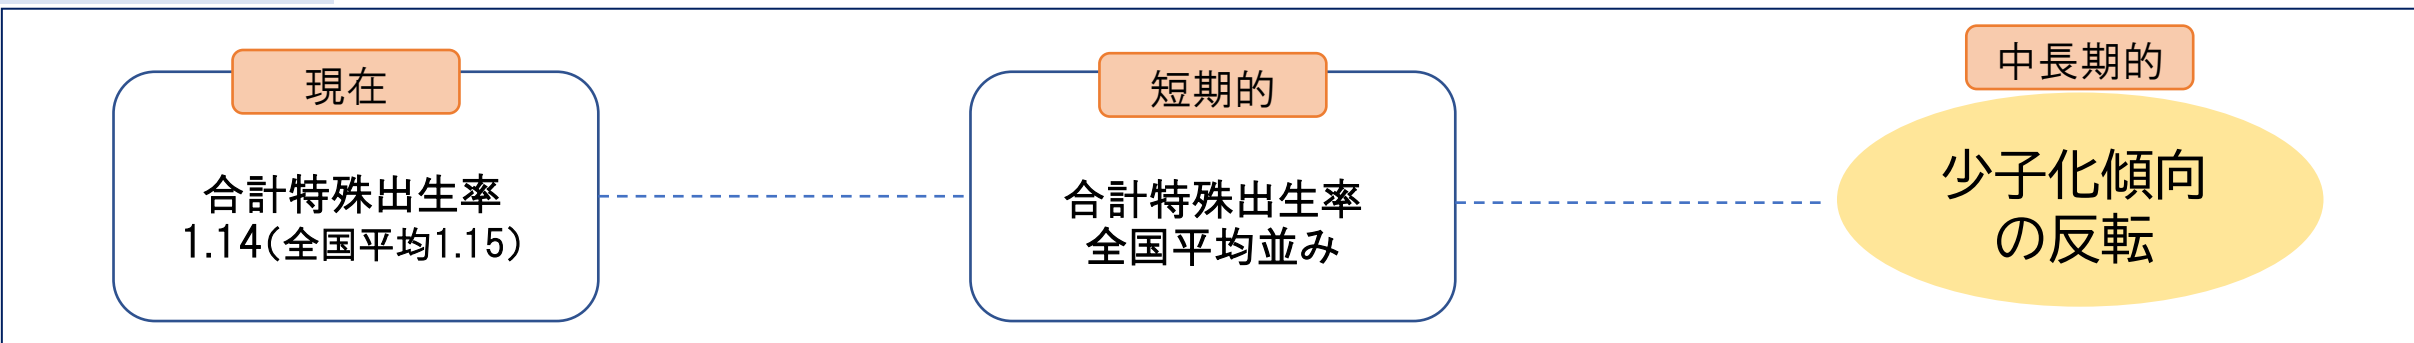 現在
合計特殊出生率
1.14(全国平均1.15)
短期的
合計特殊出生率
全国平均並み
中長期的
少子化傾向
の反転